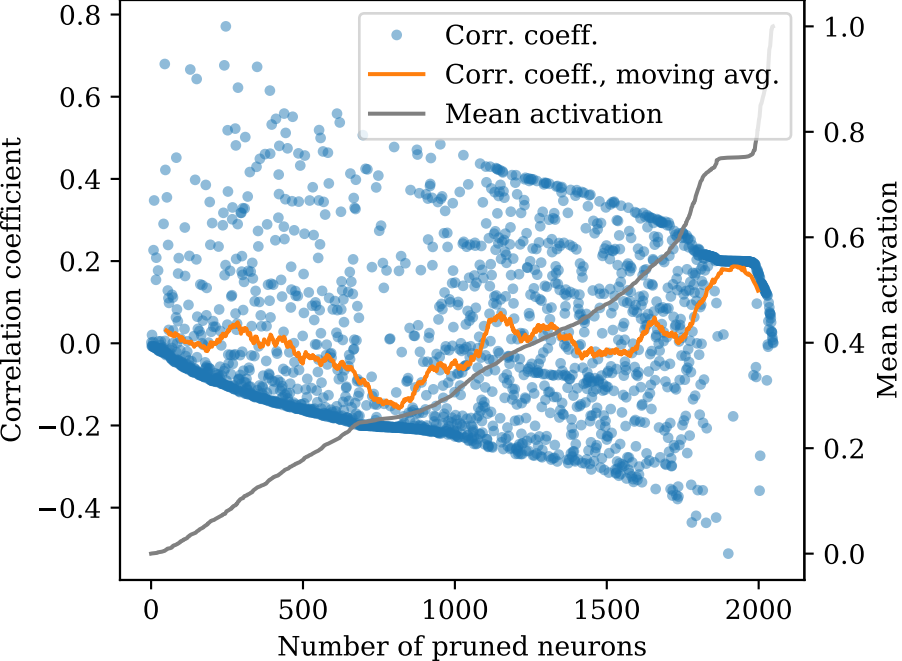 Corr. coeff.
Corr. coeff., moving avg.
Mean activation
0.8
0.6
0.4
0.2
0.0
−0.2
−0.4
Correlation coefficient
1.0
0.8
0.6
0.4
0.2
0.0
Mean activation
0 500 1000 1500 2000
Number of pruned neurons